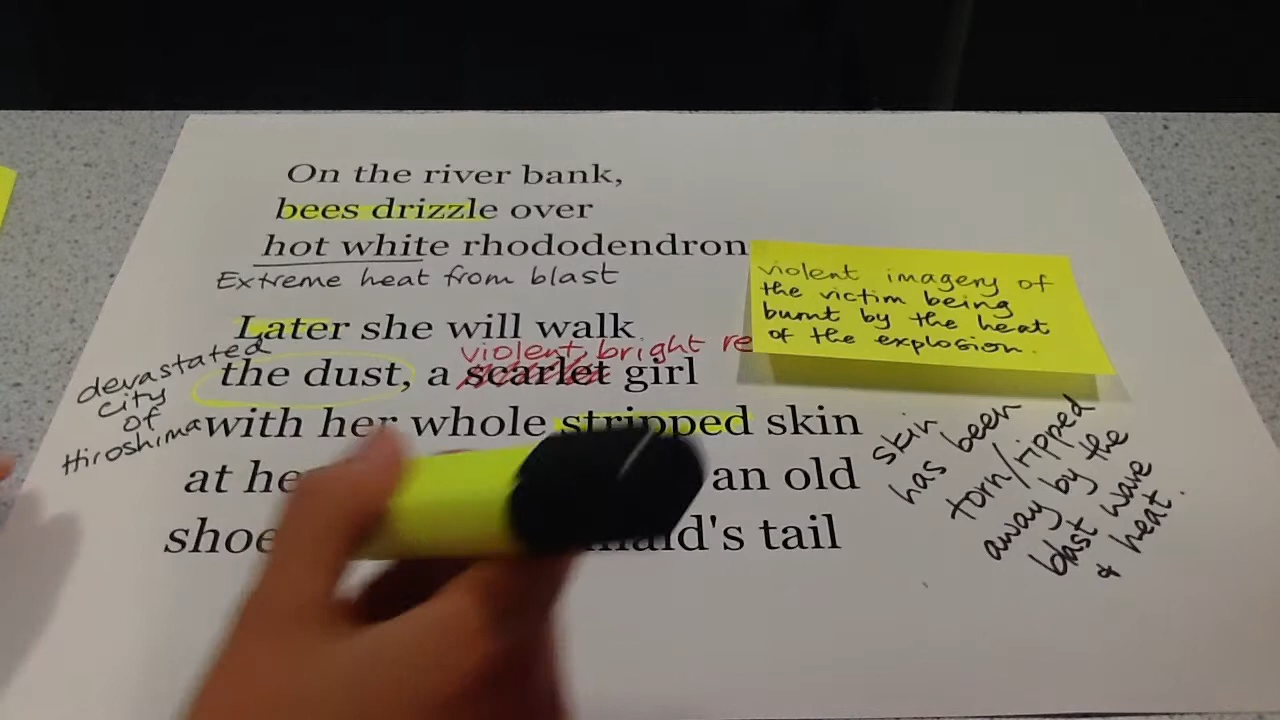 On the river bank,
bees drizzle over
hot white rhododendron
Extreme heat from blast
Later she will walk
violent, bright re
the dust, a scarlet girl
with her whole stripped skin
at he an old
shoe 's tail
devastated
city
of
Hiroshima
violent imagery of
the victim being
burnt by the heat
of the explosion.
skin
has been
torn/ripped
away by the
blast wave
& heat.